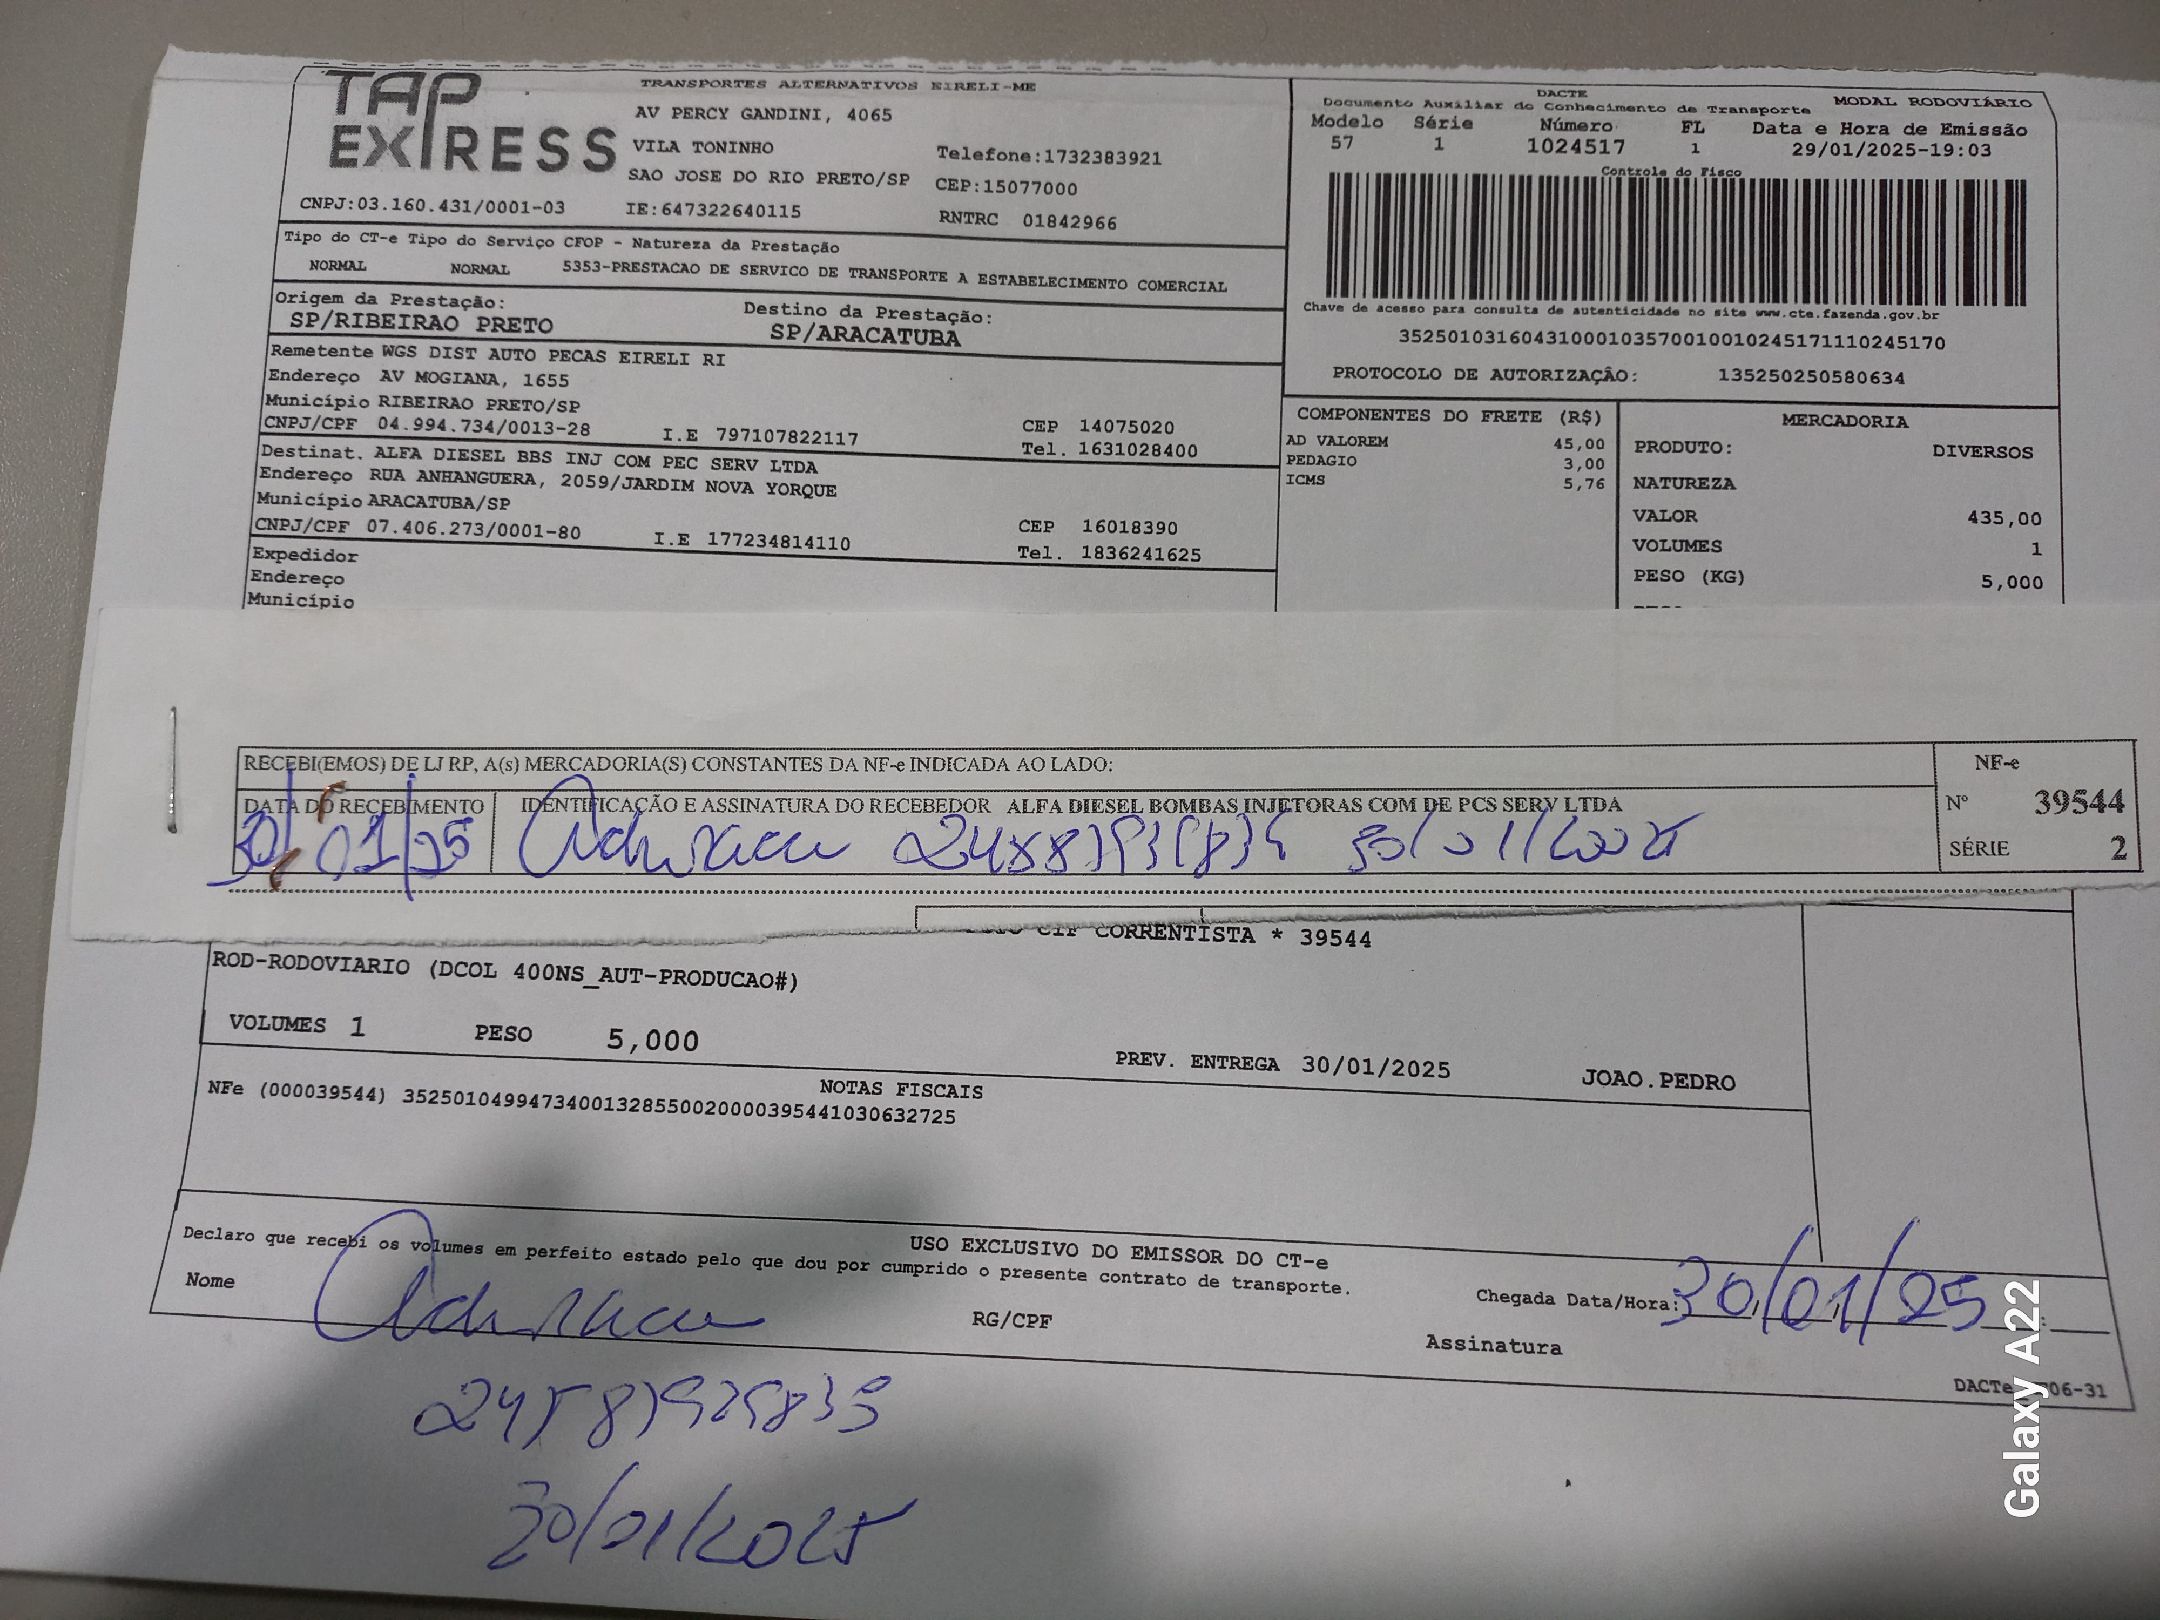 TAP EXPRESS
TRANSPORTES ALTERNATIVOS EIRELI-ME
AV PERCY GANDINI, 4065
VILA TONINHO
Telefone:1732383921
SAO JOSE DO RIO PRETO/SP CEP:15077000
CNPJ:03.160.431/0001-03 IE:647322640115 RNTRC 01842966
DACTE
Documento Auxiliar do Conhecimento de Transporte MODAL RODOVIÁRIO
Modelo Série Número FL Data e Hora de Emissão
57 1 1024517 1 29/01/2025-19:03
Controle do Fisco
Chave de acesso para consulta de autenticidade no site www.cte.fazenda.gov.br
35250103160431000103570010010245171110245170
PROTOCOLO DE AUTORIZAÇÃO: 135250250580634
Tipo do CT-e Tipo do Serviço CFOP - Natureza da Prestação
NORMAL NORMAL 5353-PRESTACAO DE SERVICO DE TRANSPORTE A ESTABELECIMENTO COMERCIAL
Origem da Prestação: Destino da Prestação:
SP/RIBEIRAO PRETO SP/ARACATUBA
Remetente WGS DIST AUTO PECAS EIRELI RI
Endereço AV MOGIANA, 1655
Município RIBEIRAO PRETO/SP CEP 14075020
CNPJ/CPF 04.994.734/0013-28 I.E 797107822117 Tel. 1631028400
Destinat. ALFA DIESEL BBS INJ COM PEC SERV LTDA
Endereço RUA ANHANGUERA, 2059/JARDIM NOVA YORQUE
Município ARACATUBA/SP CEP 16018390
CNPJ/CPF 07.406.273/0001-80 I.E 177234814110 Tel. 1836241625
Expedidor
Endereço
Município
COMPONENTES DO FRETE (R$)
AD VALOREM 45,00
PEDAGIO 3,00
ICMS 5,76
MERCADORIA
PRODUTO: DIVERSOS
NATUREZA
VALOR 435,00
VOLUMES 1
PESO (KG) 5,000
RECEBI(EMOS) DE LJ RP, A(s) MERCADORIA(S) CONSTANTES DA NF-e INDICADA AO LADO:
DATA DO RECEBIMENTO IDENTIFICAÇÃO E ASSINATURA DO RECEBEDOR ALFA DIESEL BOMBAS INJETORAS COM DE PCS SERV LTDA
30/01/25 30/01/2025
NF-e
Nº 39544
SÉRIE 2
CIF CORRENTISTA * 39544
ROD-RODOVIARIO (DCOL 400NS_AUT-PRODUCAO#)
VOLUMES 1 PESO 5,000 PREV. ENTREGA 30/01/2025 JOAO.PEDRO
NOTAS FISCAIS
NFe (000039544) 35250104994734001328550020000395441030632725
USO EXCLUSIVO DO EMISSOR DO CT-e
Declaro que recebi os volumes em perfeito estado pelo que dou por cumprido o presente contrato de transporte.
Nome RG/CPF Assinatura Chegada Data/Hora: 30/01/25
30/01/2025
Galaxy A22